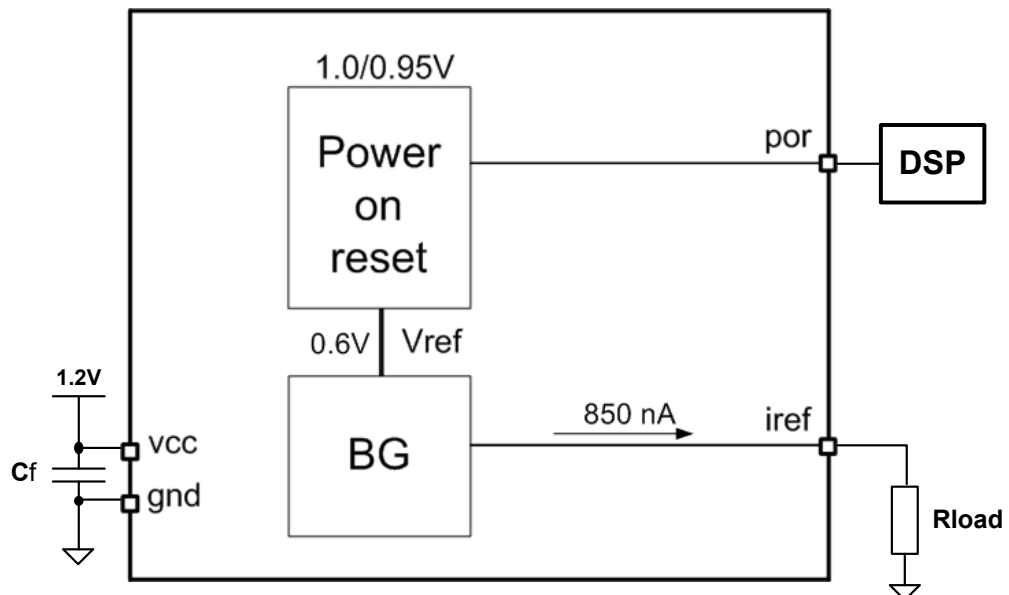 1.0/0.95V
Power
on
reset
por
DSP
0.6V Vref
1.2V
BG
850 nA
iref
vcc
Cf
gnd
Rload